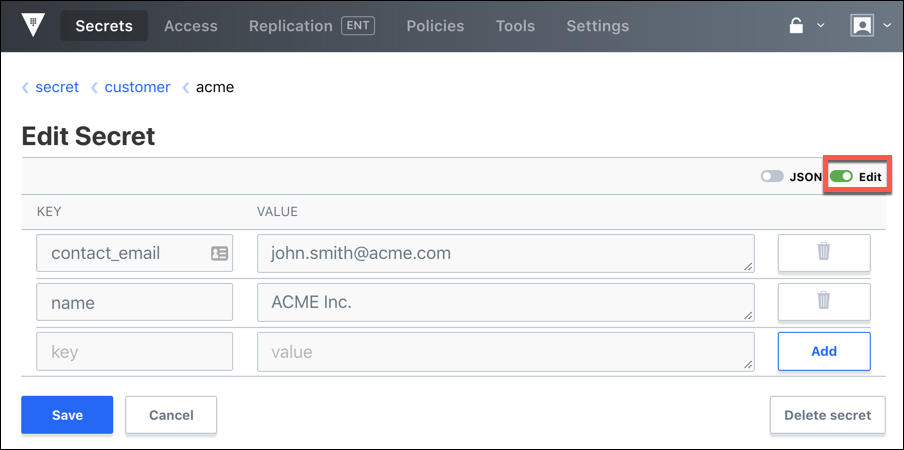 Secrets Access Replication ENT Policies Tools Settings
secret customer acme
Edit Secret
JSON Edit
KEY VALUE
contact_email john.smith@acme.com
name ACME Inc.
key value Add
Save Cancel Delete secret